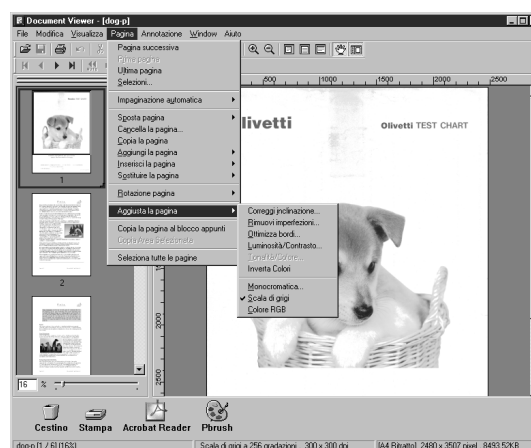 Document Viewer - [dog-p]
File Modifica Visualizza Pagina Annotazione Window Aiuto
Pagina successiva
Prima pagina
Ultima pagina
Selezioni...
Impaginazione automatica
Sposta pagina
Cancella la pagina...
Copia la pagina
Aggiungi la pagina
Inserisci la pagina
Sostituire la pagina
Rotazione pagina
Aggiusta la pagina
Copia la pagina al blocco appunti
Copia Area Selezionata
Seleziona tutte le pagine
Correggi inclinazione...
Rimuovi imperfezioni...
Ottimizza bordi...
Luminosità/Contrasto...
Tonalità/Colore...
Inverta Colori
Monocromatica...
Scala di grigi
Colore RGB
500 1000 1500 2000 2500
livetti
Olivetti TEST CHART
1
2
2000
2500
16 %
Cestino Stampa Acrobat Reader Pbrush
dog-p [1 / 6] (16%) Scala di grigi a 256 gradazioni 300 x 300 dpi [A4 Ritratto] 2480 x 3507 pixel 8493.52KB